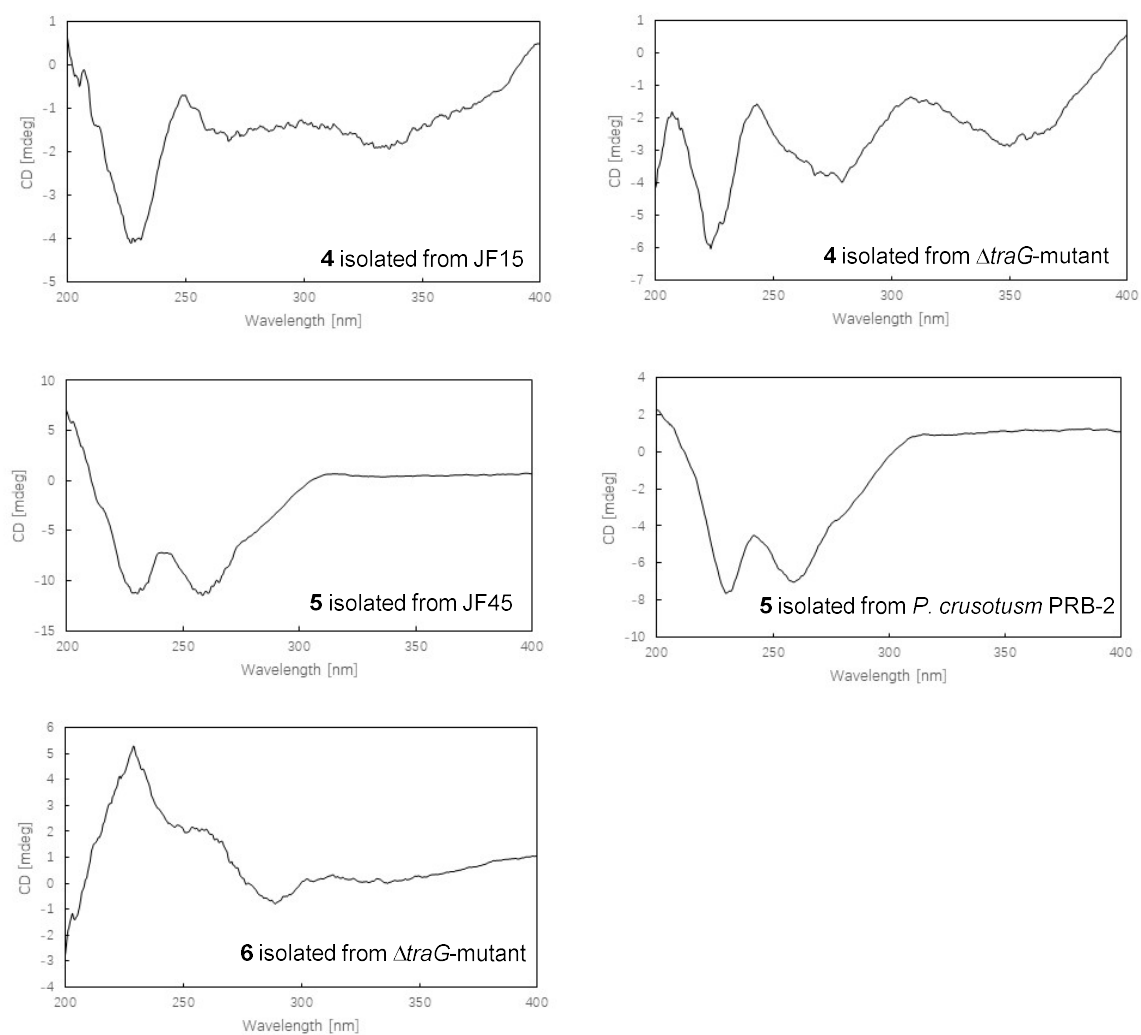 1
0
-1
-2
-3
-4
-5
CD [mdeg]
4 isolated from JF15
200 250 300 350 400
Wavelength [nm]
1
0
-1
-2
-3
-4
-5
-6
-7
CD [mdeg]
4 isolated from ΔtraG-mutant
200 250 300 350 400
Wavelength [nm]
10
5
0
-5
-10
-15
CD [mdeg]
5 isolated from JF45
200 250 300 350 400
Wavelength [nm]
4
2
0
-2
-4
-6
-8
-10
CD [mdeg]
5 isolated from P. crusotusm PRB-2
200 250 300 350 400
Wavelength [nm]
6
5
4
3
2
1
0
-1
-2
-3
-4
CD [mdeg]
6 isolated from ΔtraG-mutant
200 250 300 350 400
Wavelength [nm]